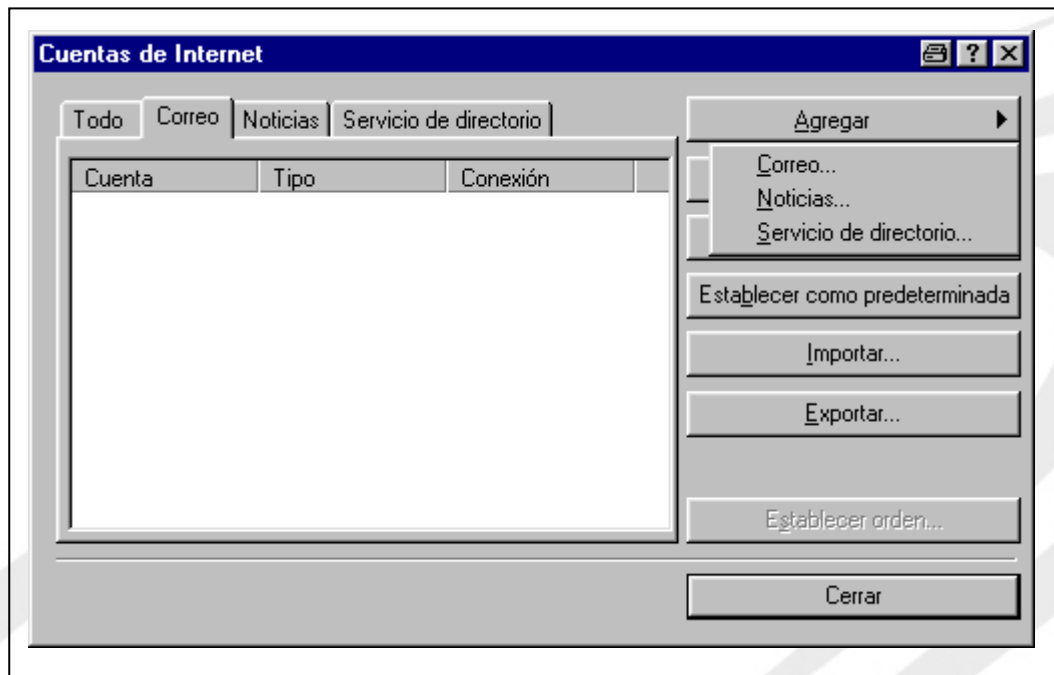 Cuentas de Internet
Todo Correo Noticias Servicio de directorio
Cuenta Tipo Conexión
Agregar
Correo...
Noticias...
Servicio de directorio...
Establecer como predeterminada
Importar...
Exportar...
Establecer orden...
Cerrar